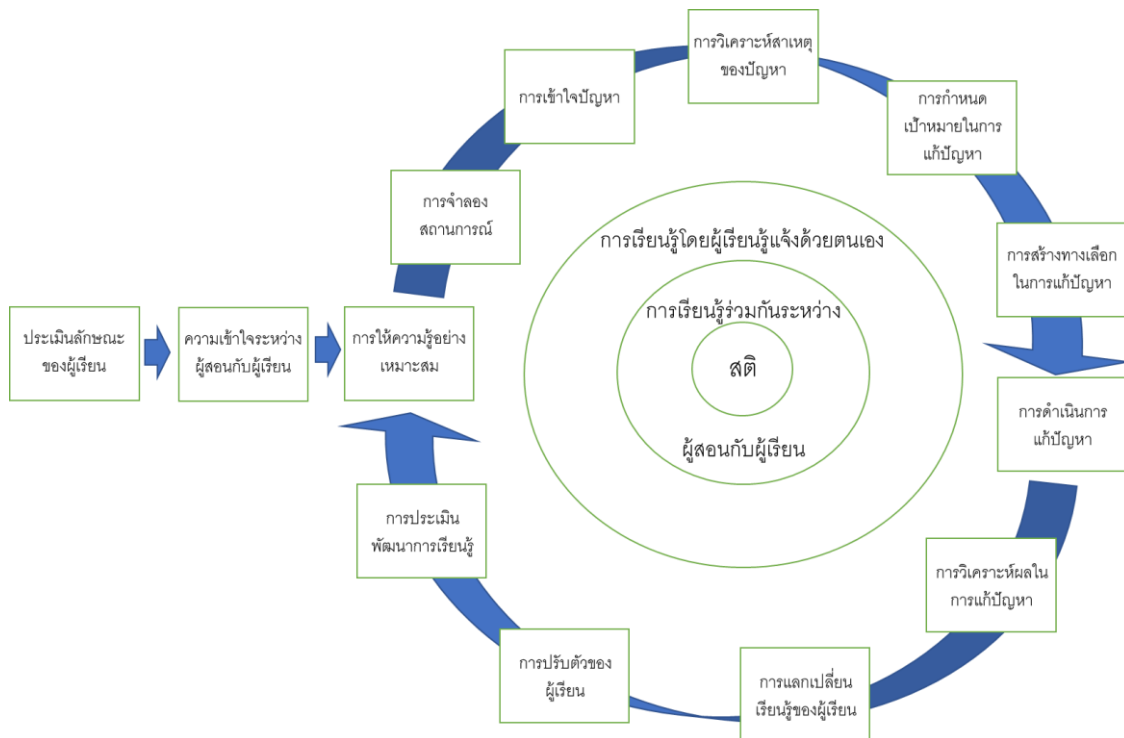 ประเมินลักษณะ
ของผู้เรียน
ความเข้าใจระหว่าง
ผู้สอนกับผู้เรียน
การให้ความรู้อย่าง
เหมาะสม
การจำลอง
สถานการณ์
การเข้าใจปัญหา
การวิเคราะห์สาเหตุ
ของปัญหา
การกำหนด
เป้าหมายในการ
แก้ปัญหา
การสร้างทางเลือก
ในการแก้ปัญหา
การดำเนินการ
แก้ปัญหา
การวิเคราะห์ผลใน
การแก้ปัญหา
การแลกเปลี่ยน
เรียนรู้ของผู้เรียน
การปรับตัวของ
ผู้เรียน
การประเมิน
พัฒนาการเรียนรู้
การเรียนรู้โดยผู้เรียนรู้แจ้งด้วยตนเอง
การเรียนรู้ร่วมกันระหว่าง
สติ
ผู้สอนกับผู้เรียน